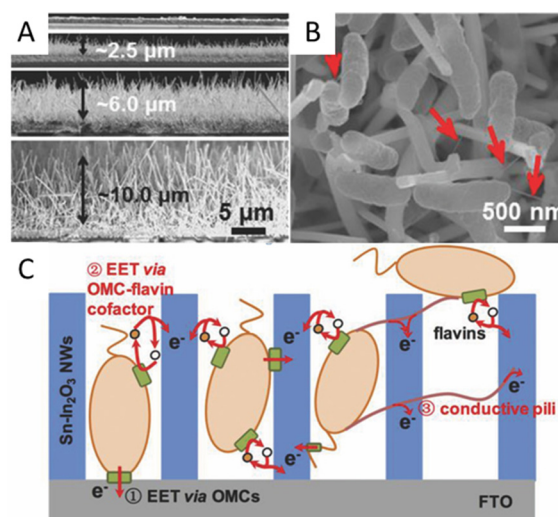 A
~2.5 μm
~6.0 μm
~10.0 μm
5 μm
B
500 nm
C
② EET via
OMC-flavin
cofactor
Sn-In₂O₃ NWs
e⁻
e⁻
e⁻
e⁻
e⁻
flavins
e⁻
e⁻
③ conductive pili
e⁻
① EET via OMCs
FTO